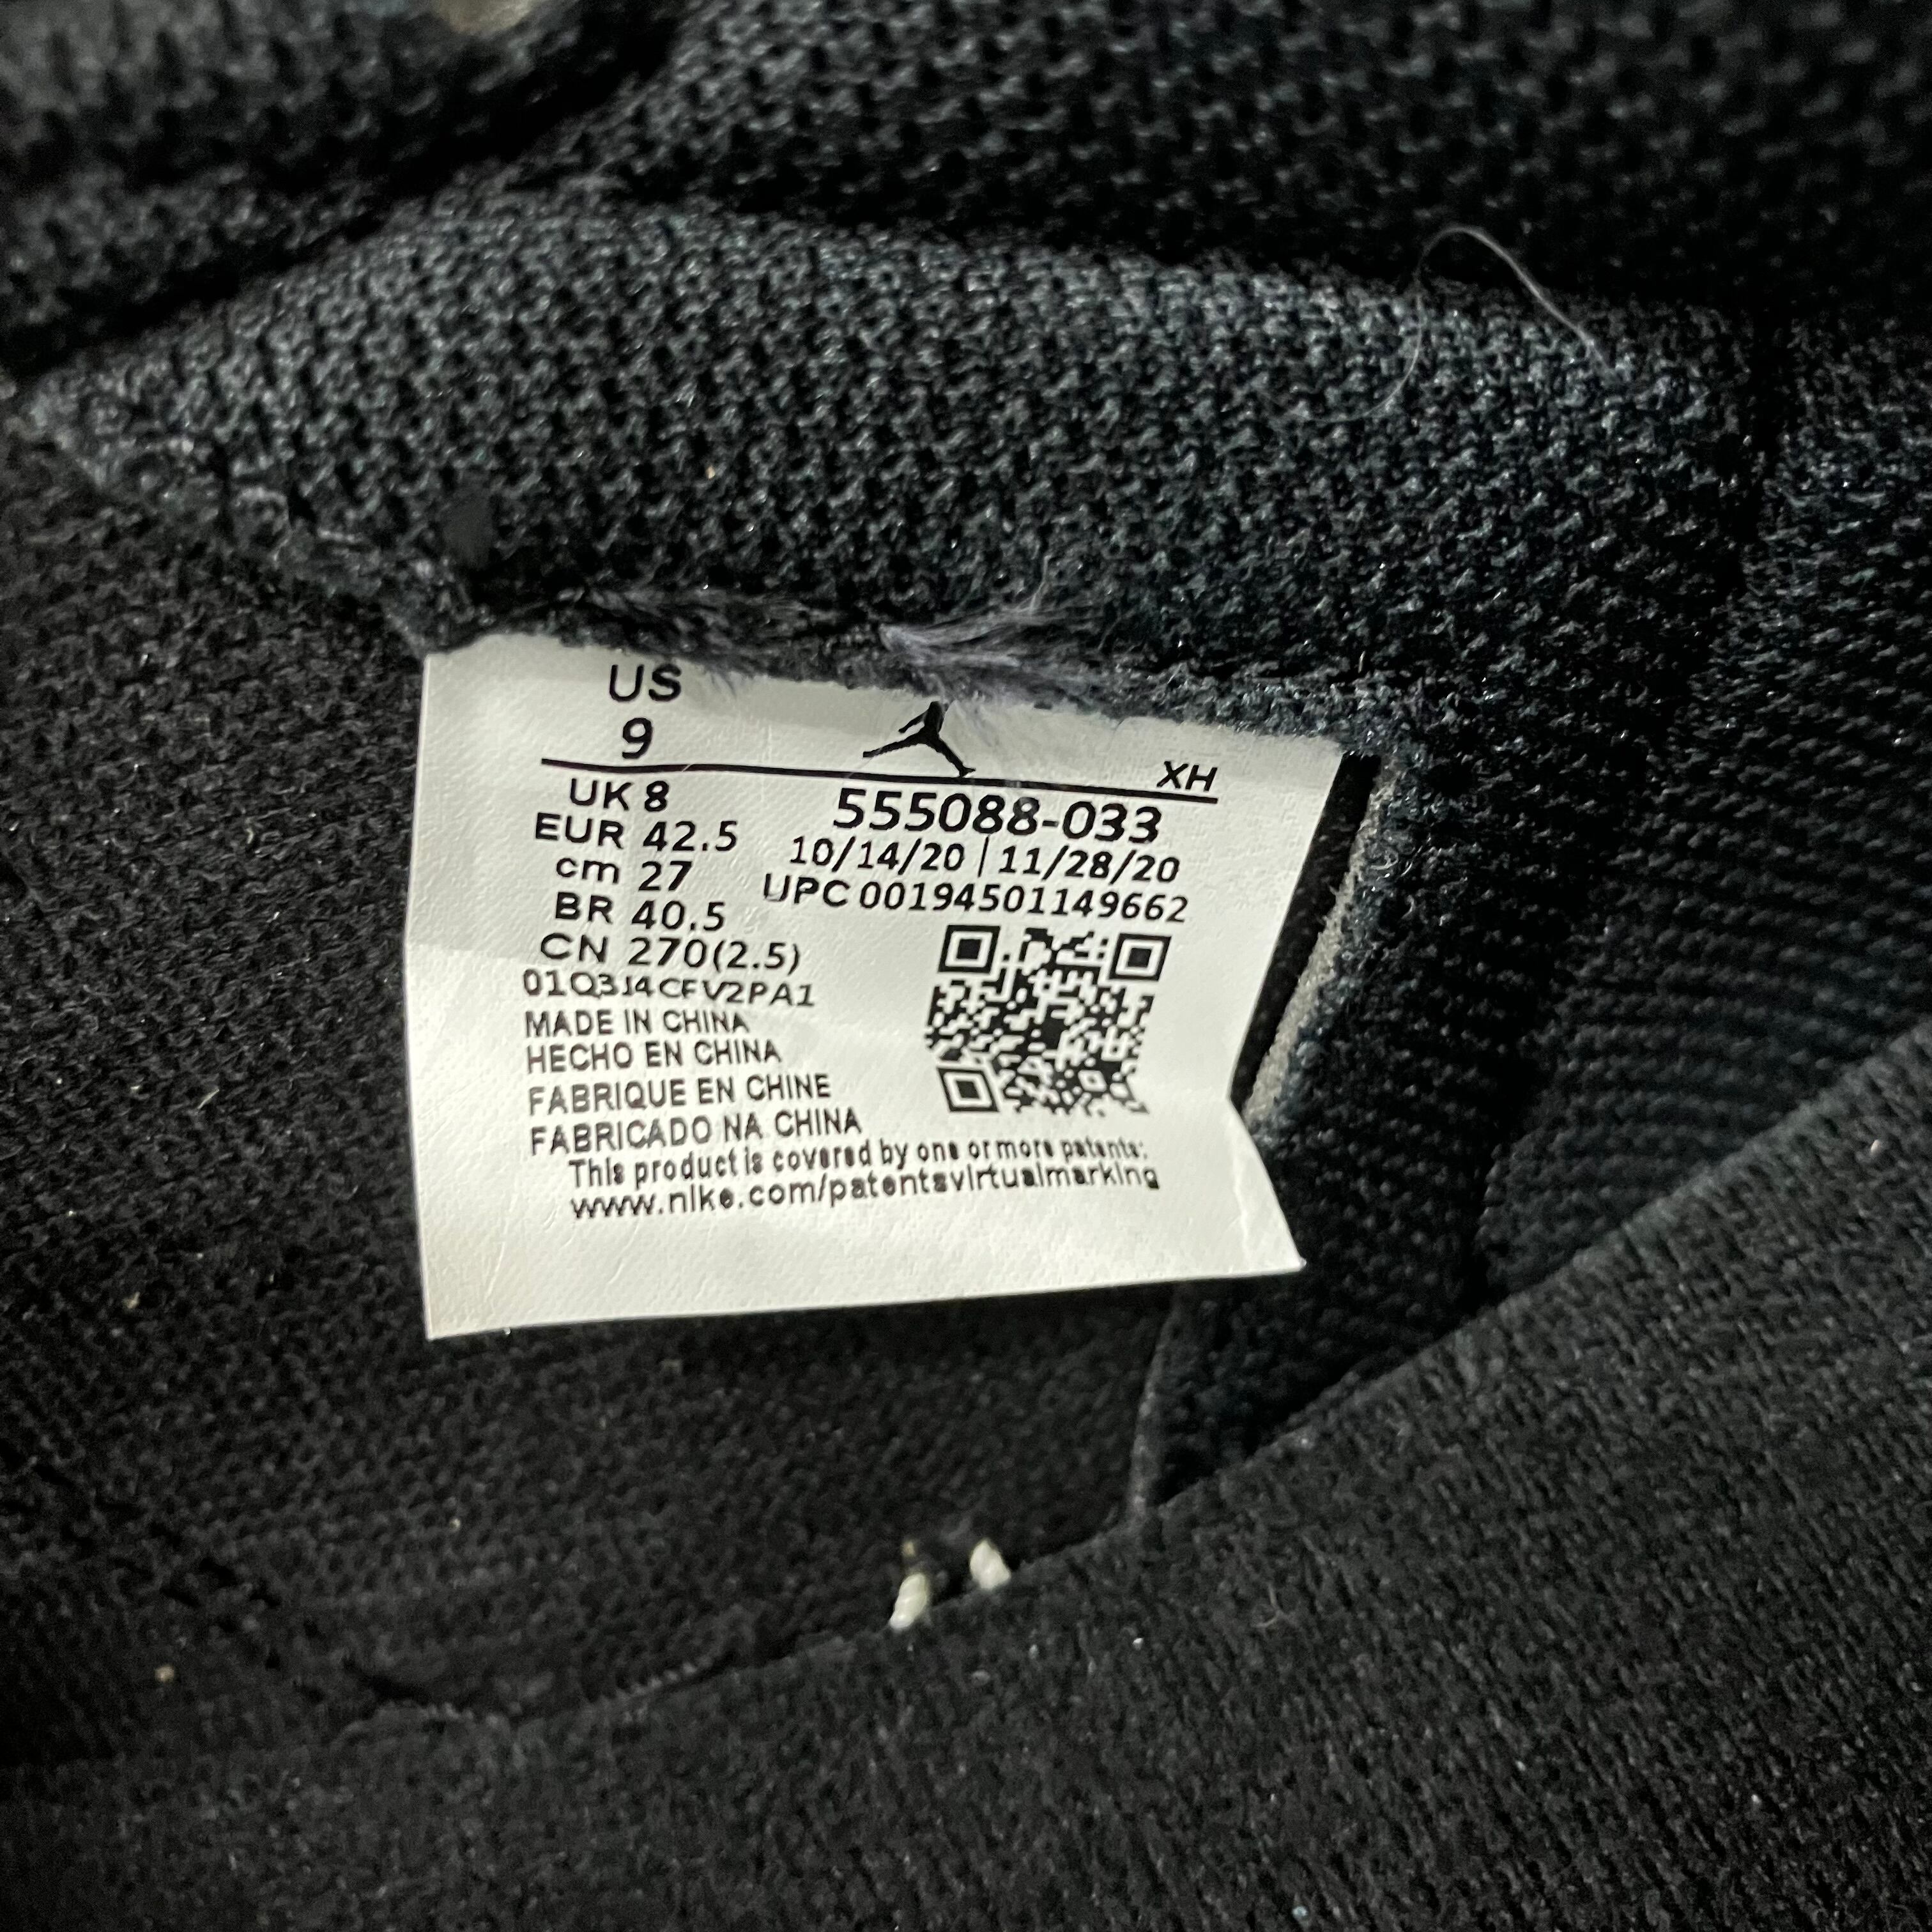 US
9
XH
UK 8
555088-033
EUR 42.5
10/14/20 | 11/28/20
cm 27
UPC 00194501149662
BR 40.5
CN 270(2.5)
01Q3J4CFV2PA1
MADE IN CHINA
HECHO EN CHINA
FABRIQUE EN CHINE
FABRICADO NA CHINA
This product is covered by one or more patents:
www.nike.com/patentsvirtualmarking